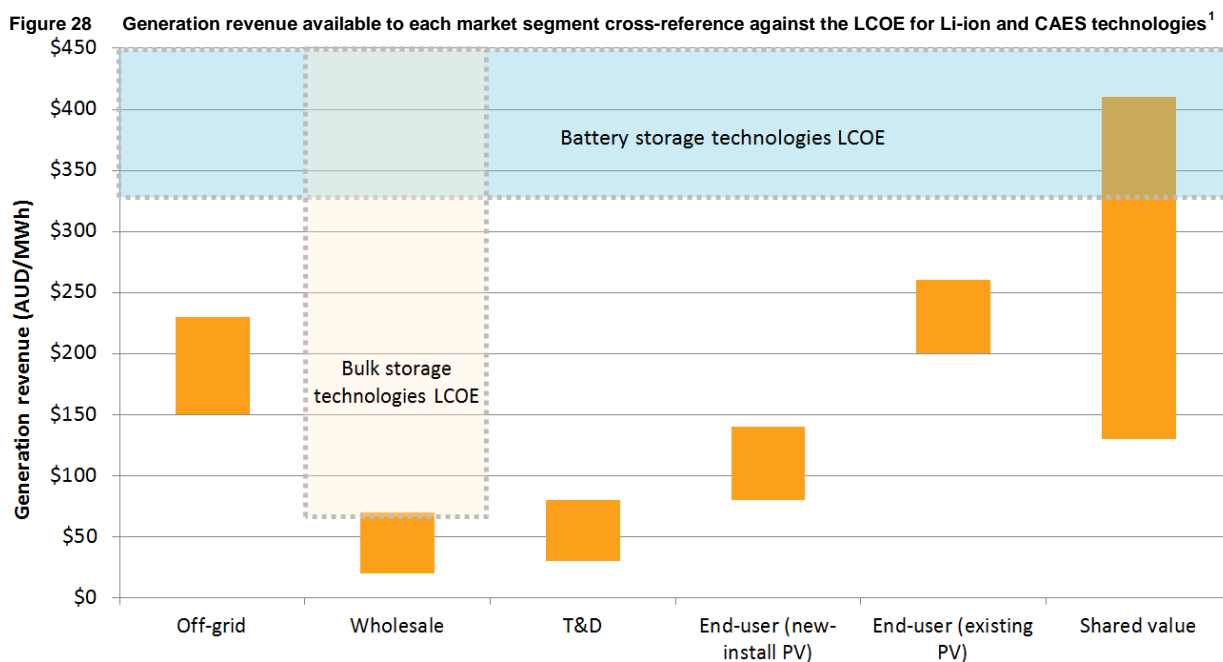 Figure 28 Generation revenue available to each market segment cross-reference against the LCOE for Li-ion and CAES technologies1
$450
$400
Battery storage technologies LCOE
$350
$300
$250
$200
Bulk storage
technologies LCOE
$150
$100
$50
$0
Generation revenue (AUD/MWh)
Off-grid
Wholesale
T&D
End-user (new-
install PV)
End-user (existing
PV)
Shared value